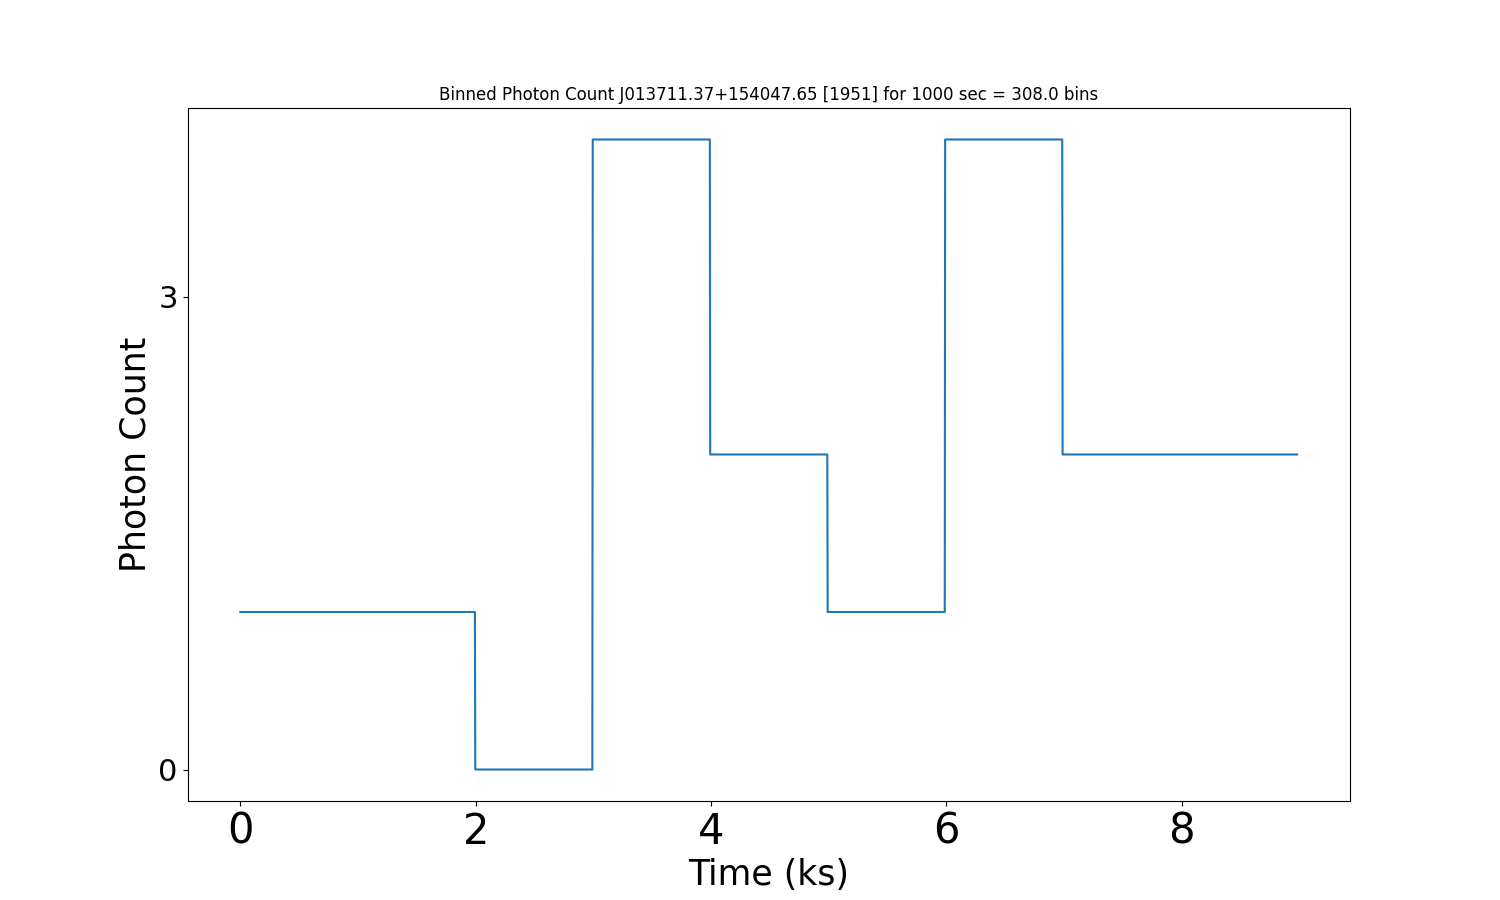 Binned Photon Count J013711.37+154047.65 [1951] for 1000 sec = 308.0 bins
3
Photon Count
0
0 2 4 6 8
Time (ks)